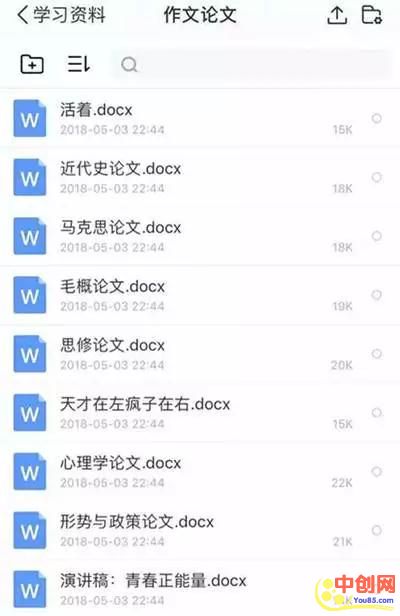 学习资料
作文论文
活着.docx
2018-05-03 22:44
15K
近代史论文.docx
2018-05-03 22:44
18K
马克思论文.docx
2018-05-03 22:44
18K
毛概论文.docx
2018-05-03 22:44
19K
思修论文.docx
2018-05-03 22:44
20K
天才在左疯子在右.docx
2018-05-03 22:44
15K
心理学论文.docx
2018-05-03 22:44
22K
形势与政策论文.docx
2018-05-03 22:44
21K
演讲稿：青春正能量.docx
2018-05-03 22:44
中创网
You85.com